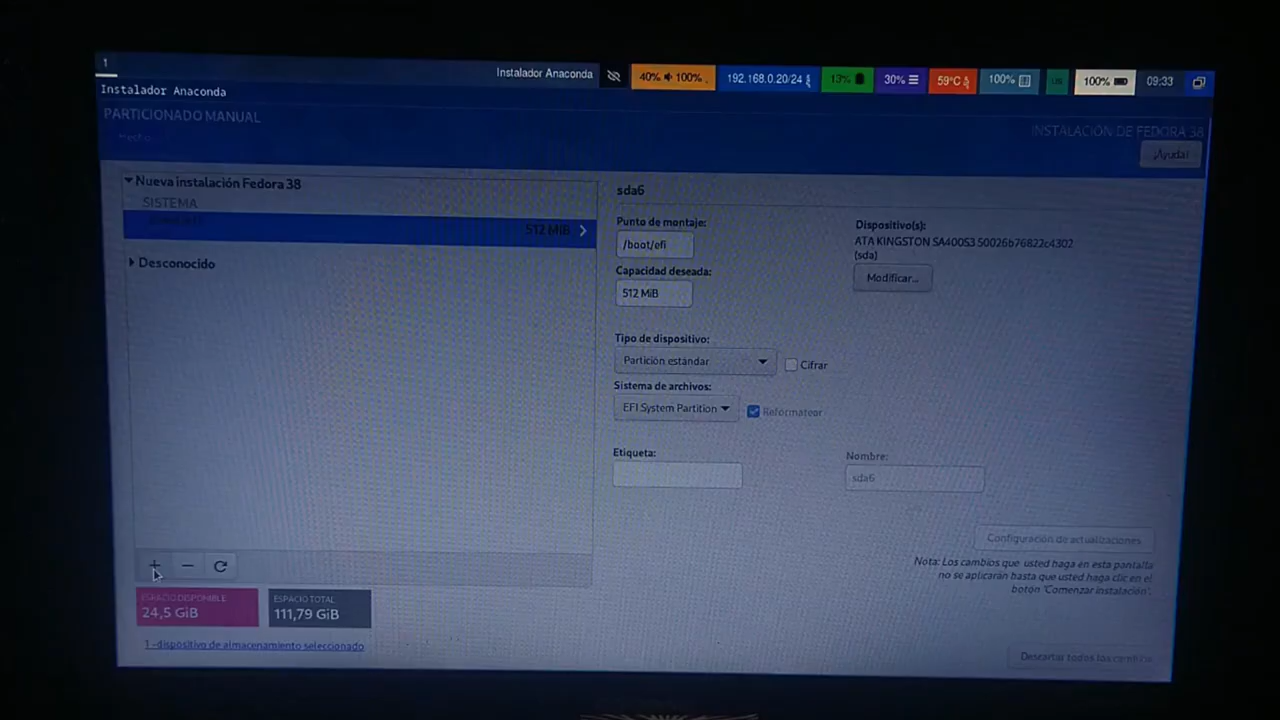 1
Instalador Anaconda
40% 100%
192.168.0.20/24
13%
30%
59°C
100%
100%
09:33
Instalador Anaconda
PARTICIONADO MANUAL
INSTALACIÓN DE FEDORA 38
Hecho
¡Ayuda!
Nueva instalación Fedora 38
SISTEMA
512 MiB
Desconocido
sda6
Punto de montaje:
/boot/efi
Capacidad deseada:
512 MiB
Dispositivo(s):
ATA KINGSTON SA400S3 50026b76822c4302
(sda)
Modificar...
Tipo de dispositivo:
Partición estándar
Cifrar
Sistema de archivos:
EFI System Partition
Reformatear
Etiqueta:
Nombre:
sda6
Configuración de actualizaciones
Nota: Los cambios que usted haga en esta pantalla
no se aplicarán hasta que usted haga clic en el
botón 'Comenzar instalación'.
ESPACIO DISPONIBLE
24,5 GiB
ESPACIO TOTAL
111,79 GiB
1 dispositivo de almacenamiento seleccionado
Descartar todos los cambios